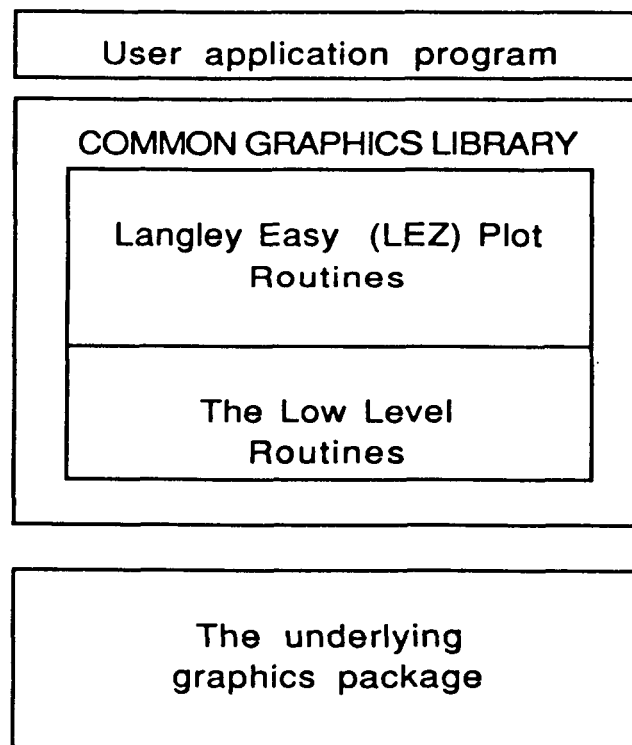 User application program
COMMON GRAPHICS LIBRARY
Langley Easy (LEZ) Plot
Routines
The Low Level
Routines
The underlying
graphics package